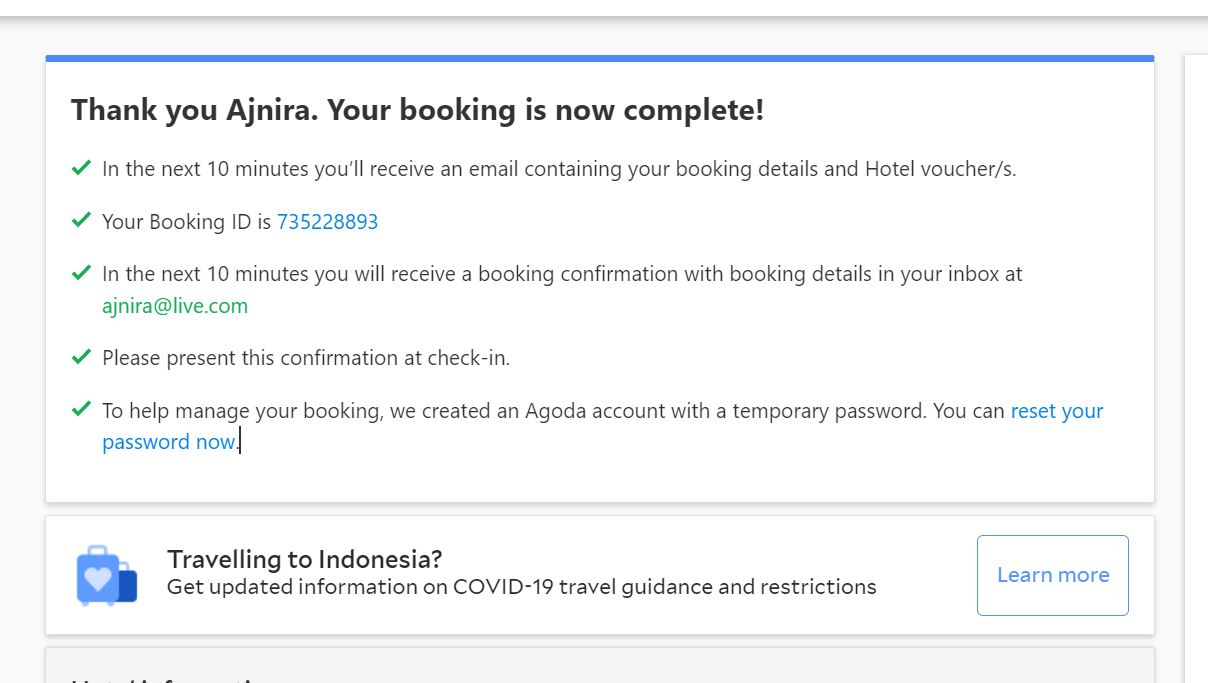 Thank you Ajnira. Your booking is now complete!
In the next 10 minutes you’ll receive an email containing your booking details and Hotel voucher/s.
Your Booking ID is 735228893
In the next 10 minutes you will receive a booking confirmation with booking details in your inbox at
ajnira@live.com
Please present this confirmation at check-in.
To help manage your booking, we created an Agoda account with a temporary password. You can reset your
password now.
Travelling to Indonesia?
Get updated information on COVID-19 travel guidance and restrictions
Learn more